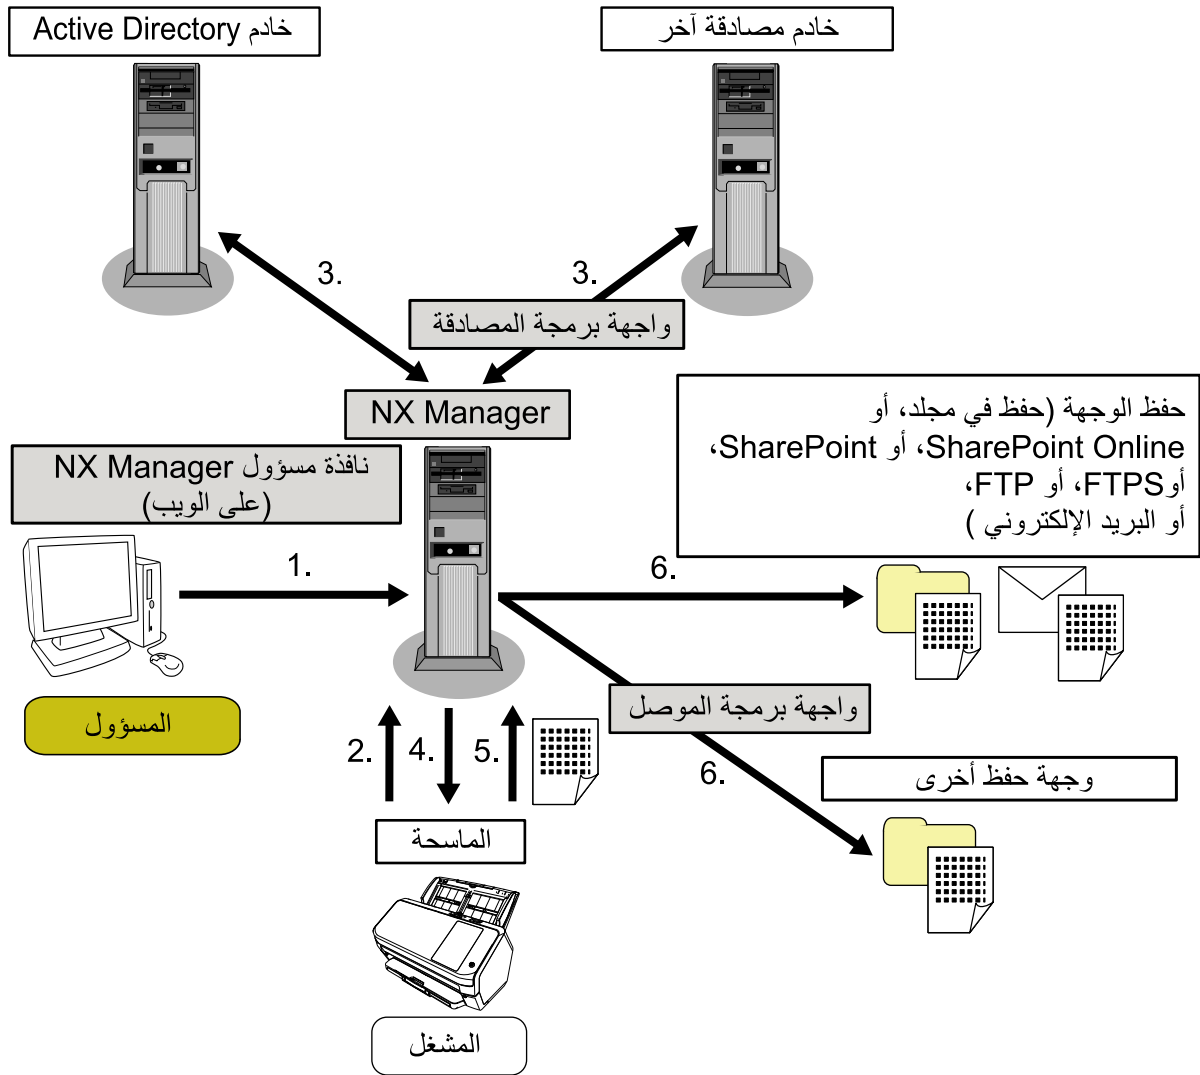 خادم Active Directory
خادم مصادقة آخر
3.
3.
واجهة برمجة المصادقة
NX Manager
نافذة مسؤول NX Manager
(على الويب)
حفظ الوجهة (حفظ في مجلد، أو
SharePoint Online، أو SharePoint،
أوFTPS، أو FTP،
أو البريد الإلكتروني )
1.
6.
المسؤول
واجهة برمجة الموصل
2.
4.
5.
6.
وجهة حفظ أخرى
الماسحة
المشغل